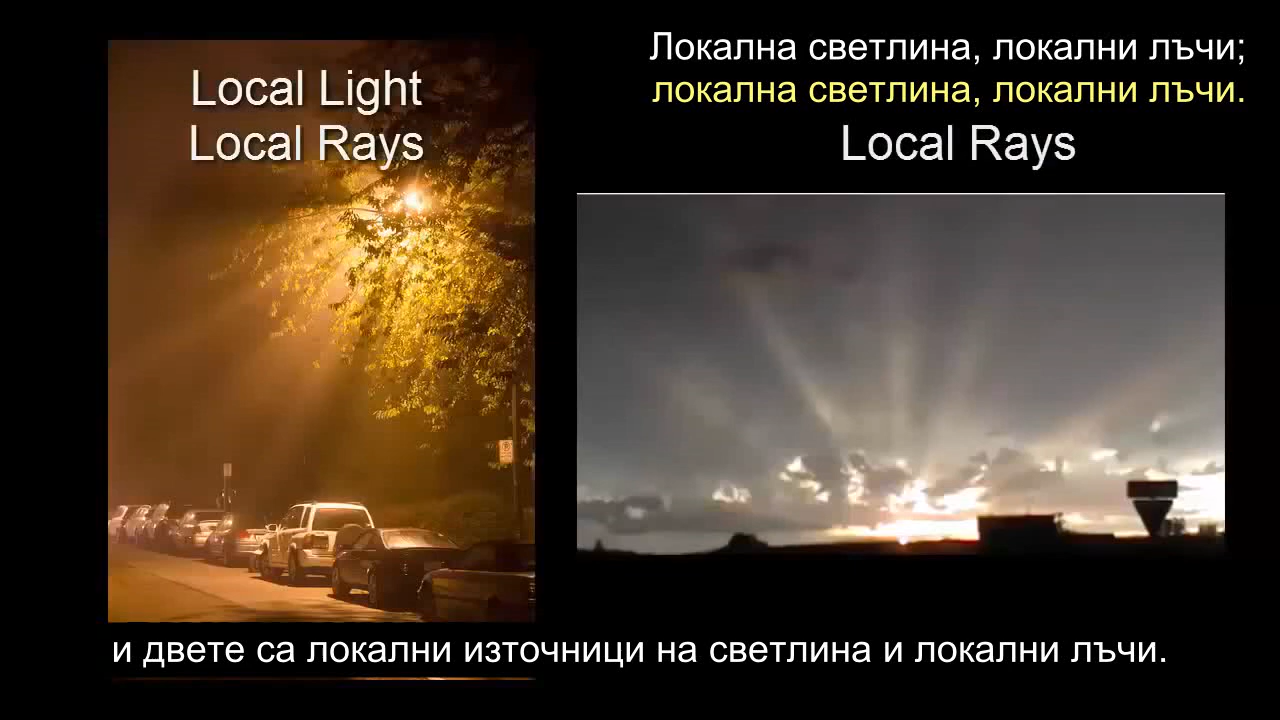 Local Light
Local Rays
Локална светлина, локални лъчи;
локална светлина, локални лъчи.
Local Rays
и двете са локални източници на светлина и локални лъчи.